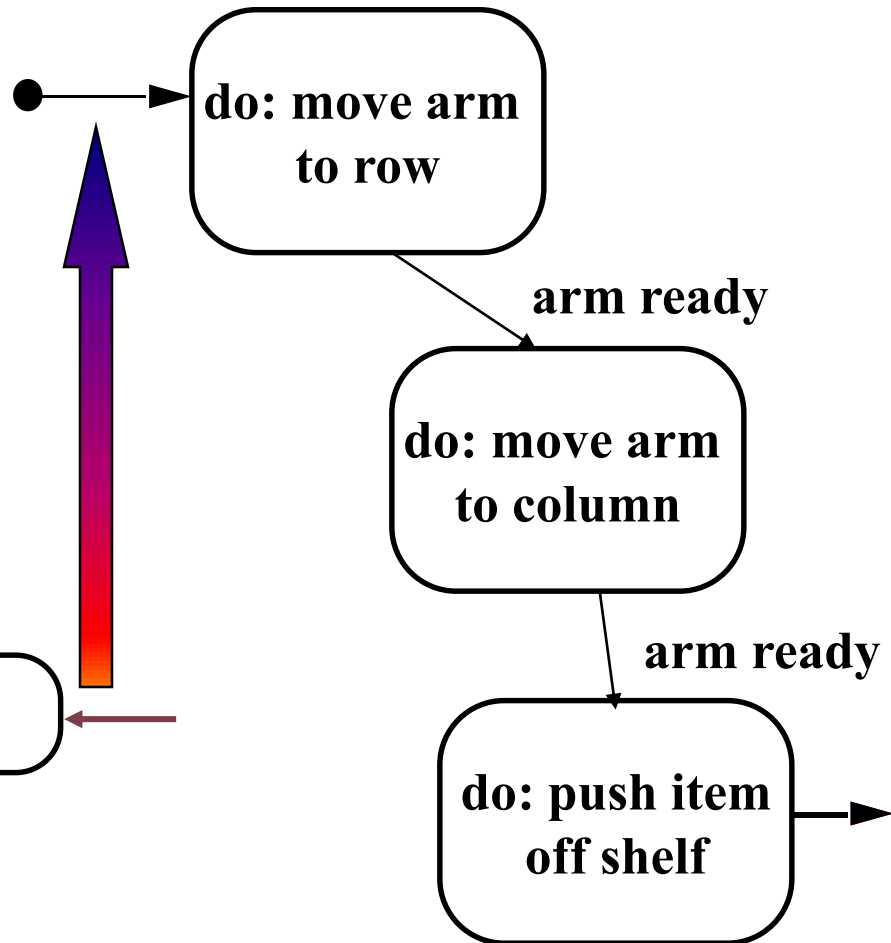 do: move arm
to row
arm ready
do: move arm
to column
arm ready
do: push item
off shelf